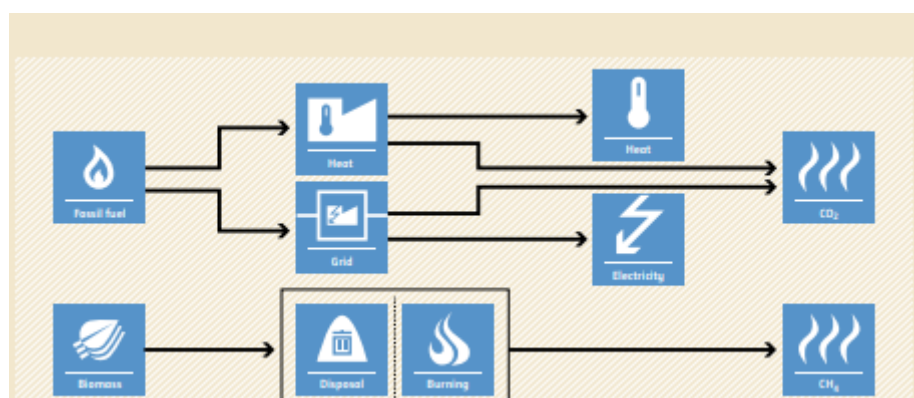 Heat
Heat
Fossil fuel
CO₂
Grid
Electricity
Biomass
Disposal
Burning
CH₄